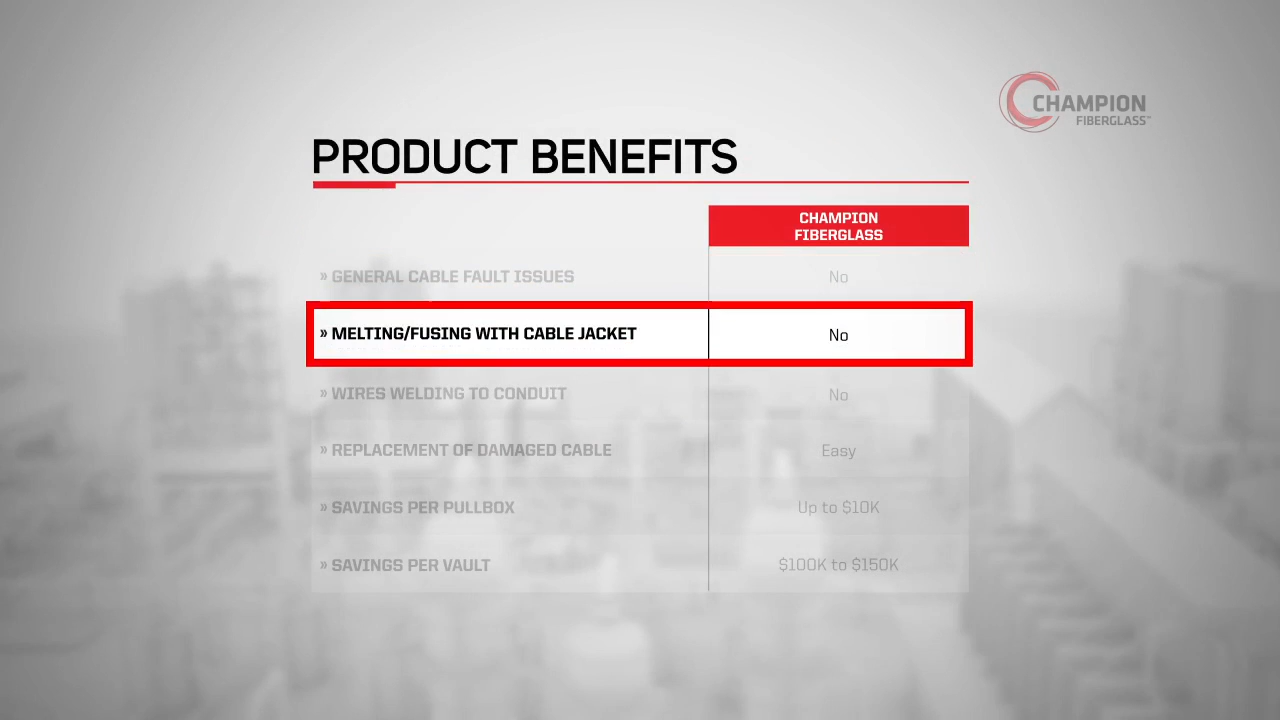 CHAMPION
FIBERGLASS™
PRODUCT BENEFITS
CHAMPION
FIBERGLASS
» GENERAL CABLE FAULT ISSUES No
» MELTING/FUSING WITH CABLE JACKET No
» WIRES WELDING TO CONDUIT No
» REPLACEMENT OF DAMAGED CABLE Easy
» SAVINGS PER PULLBOX Up to $10K
» SAVINGS PER VAULT $100K to $150K